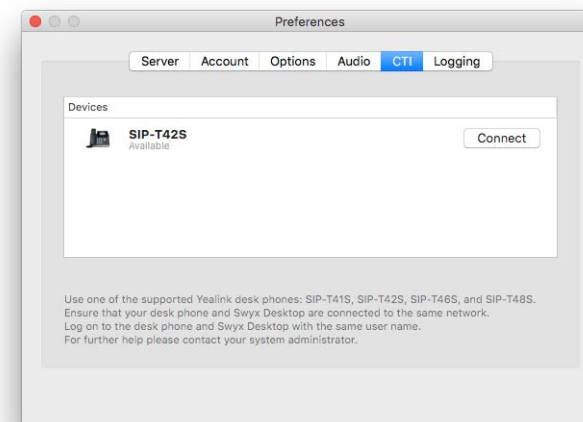 Preferences
Server Account Options Audio CTI Logging
Devices
SIP-T42S
Available
Connect
Use one of the supported Yealink desk phones: SIP-T41S, SIP-T42S, SIP-T46S, and SIP-T48S.
Ensure that your desk phone and Swyx Desktop are connected to the same network.
Log on to the desk phone and Swyx Desktop with the same user name.
For further help please contact your system administrator.